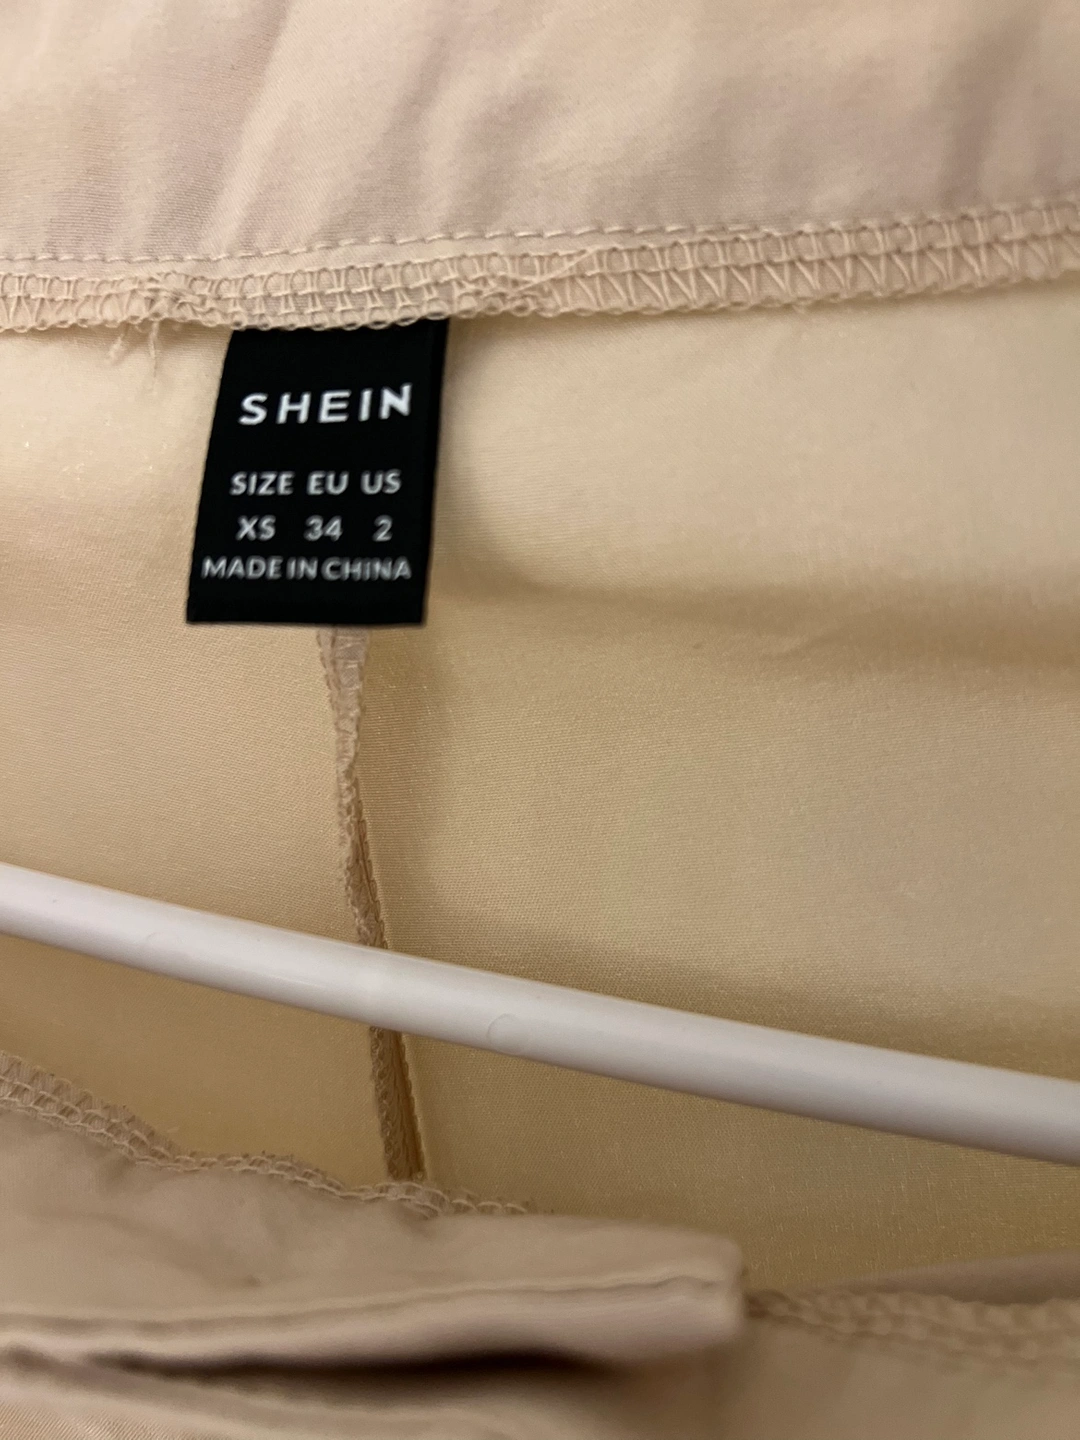 SHEIN
SIZE EU US
XS 34 2
MADE IN CHINA